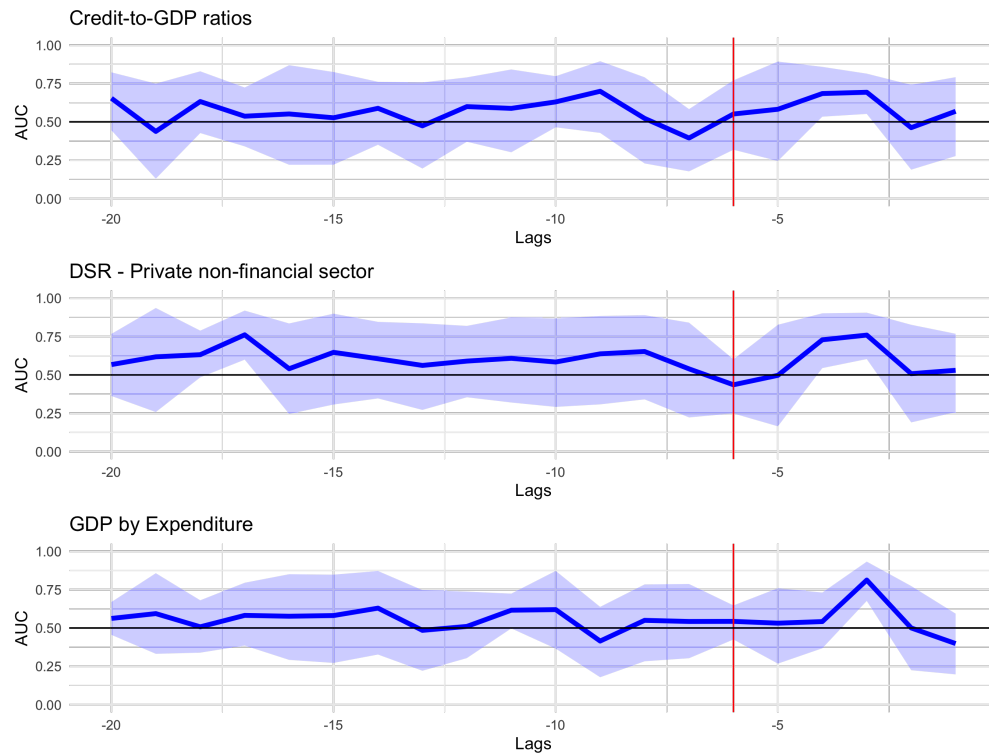 Credit-to-GDP ratios
1.00
0.75
0.50
0.25
0.00
AUC
-20 -15 -10 -5
Lags
DSR - Private non-financial sector
1.00
0.75
0.50
0.25
0.00
AUC
-20 -15 -10 -5
Lags
GDP by Expenditure
1.00
0.75
0.50
0.25
0.00
AUC
-20 -15 -10 -5
Lags